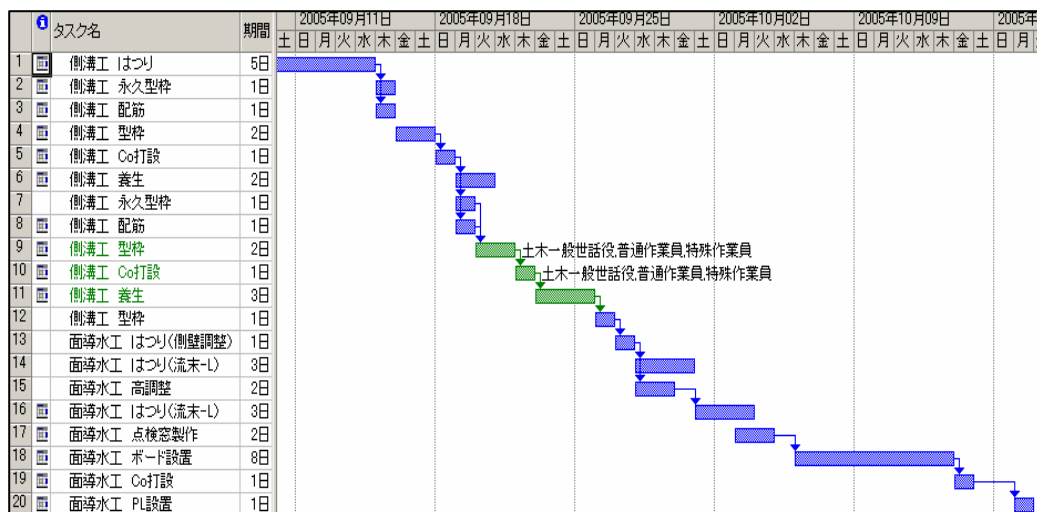 2005年09月11日 2005年09月18日 2005年09月25日 2005年10月02日 2005年10月09日 2005年
タスク名 期間 土 日 月 火 水 木 金 土 日 月 火 水 木 金 土 日 月 火 水 木 金 土 日 月 火 水 木 金 土 日 月 火 水 木 金 土 日 月
1 側溝工 はつり 5日
2 側溝工 永久型枠 1日
3 側溝工 配筋 1日
4 側溝工 型枠 2日
5 側溝工 Co打設 1日
6 側溝工 養生 2日
7 側溝工 永久型枠 1日
8 側溝工 配筋 1日
9 側溝工 型枠 2日 土木一般世話役,普通作業員,特殊作業員
10 側溝工 Co打設 1日 土木一般世話役,普通作業員,特殊作業員
11 側溝工 養生 3日
12 側溝工 型枠 1日
13 面導水工 はつり(側壁調整) 1日
14 面導水工 はつり(流末-L) 3日
15 面導水工 高調整 2日
16 面導水工 はつり(流末-L) 3日
17 面導水工 点検窓製作 2日
18 面導水工 ボード設置 8日
19 面導水工 Co打設 1日
20 面導水工 PL設置 1日